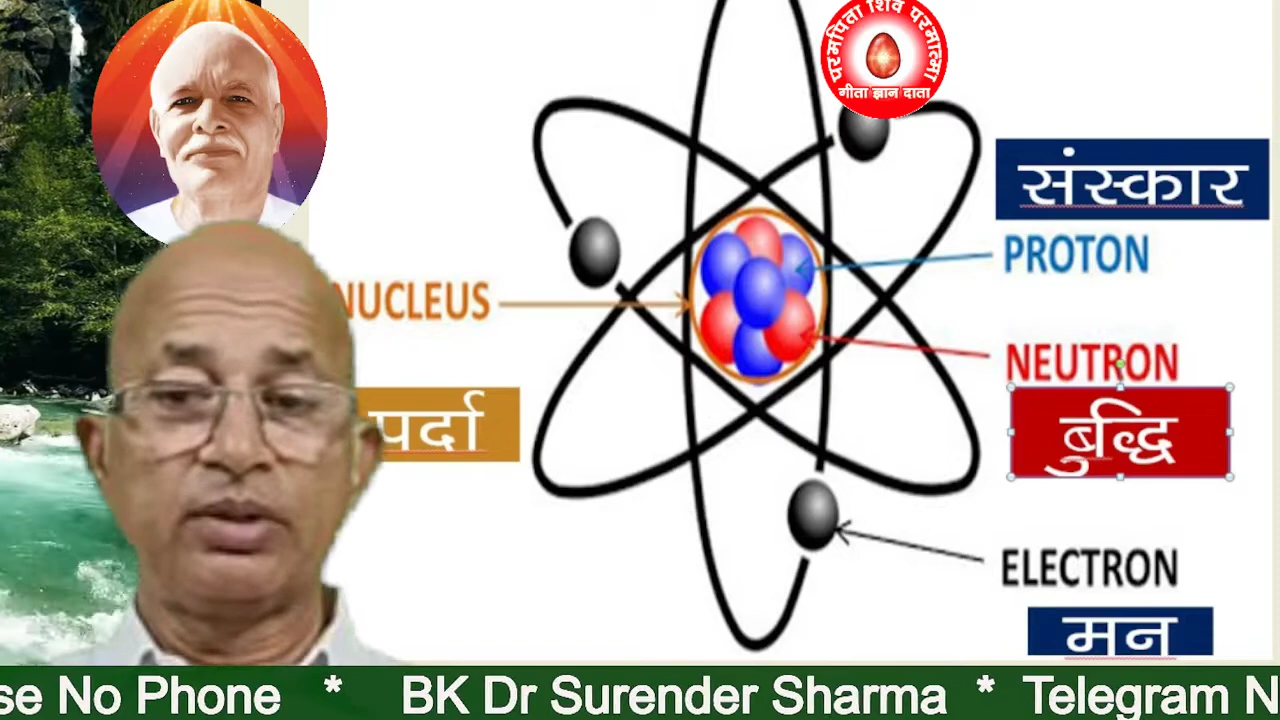 परमपिता शिव परमात्मा
गीता ज्ञान दाता
संस्कार
PROTON
NUCLEUS
NEUTRON
पर्दा
बुद्धि
ELECTRON
मन
se No Phone * BK Dr Surender Sharma * Telegram N